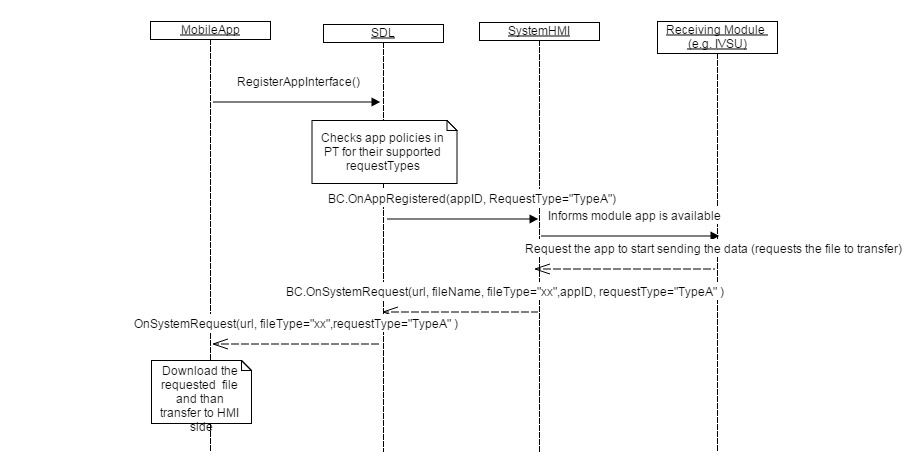 MobileApp
SDL
SystemHMI
Receiving Module
(e.g. IVSU)
RegisterAppInterface()
Checks app policies in
PT for their supported
requestTypes
BC.OnAppRegistered(appID, RequestType="TypeA")
Informs module app is available
Request the app to start sending the data (requests the file to transfer)
BC.OnSystemRequest(url, fileName, fileType="xx",appID, requestType="TypeA" )
OnSystemRequest(url, fileType="xx",requestType="TypeA" )
Download the
requested file
and than
transfer to HMI
side